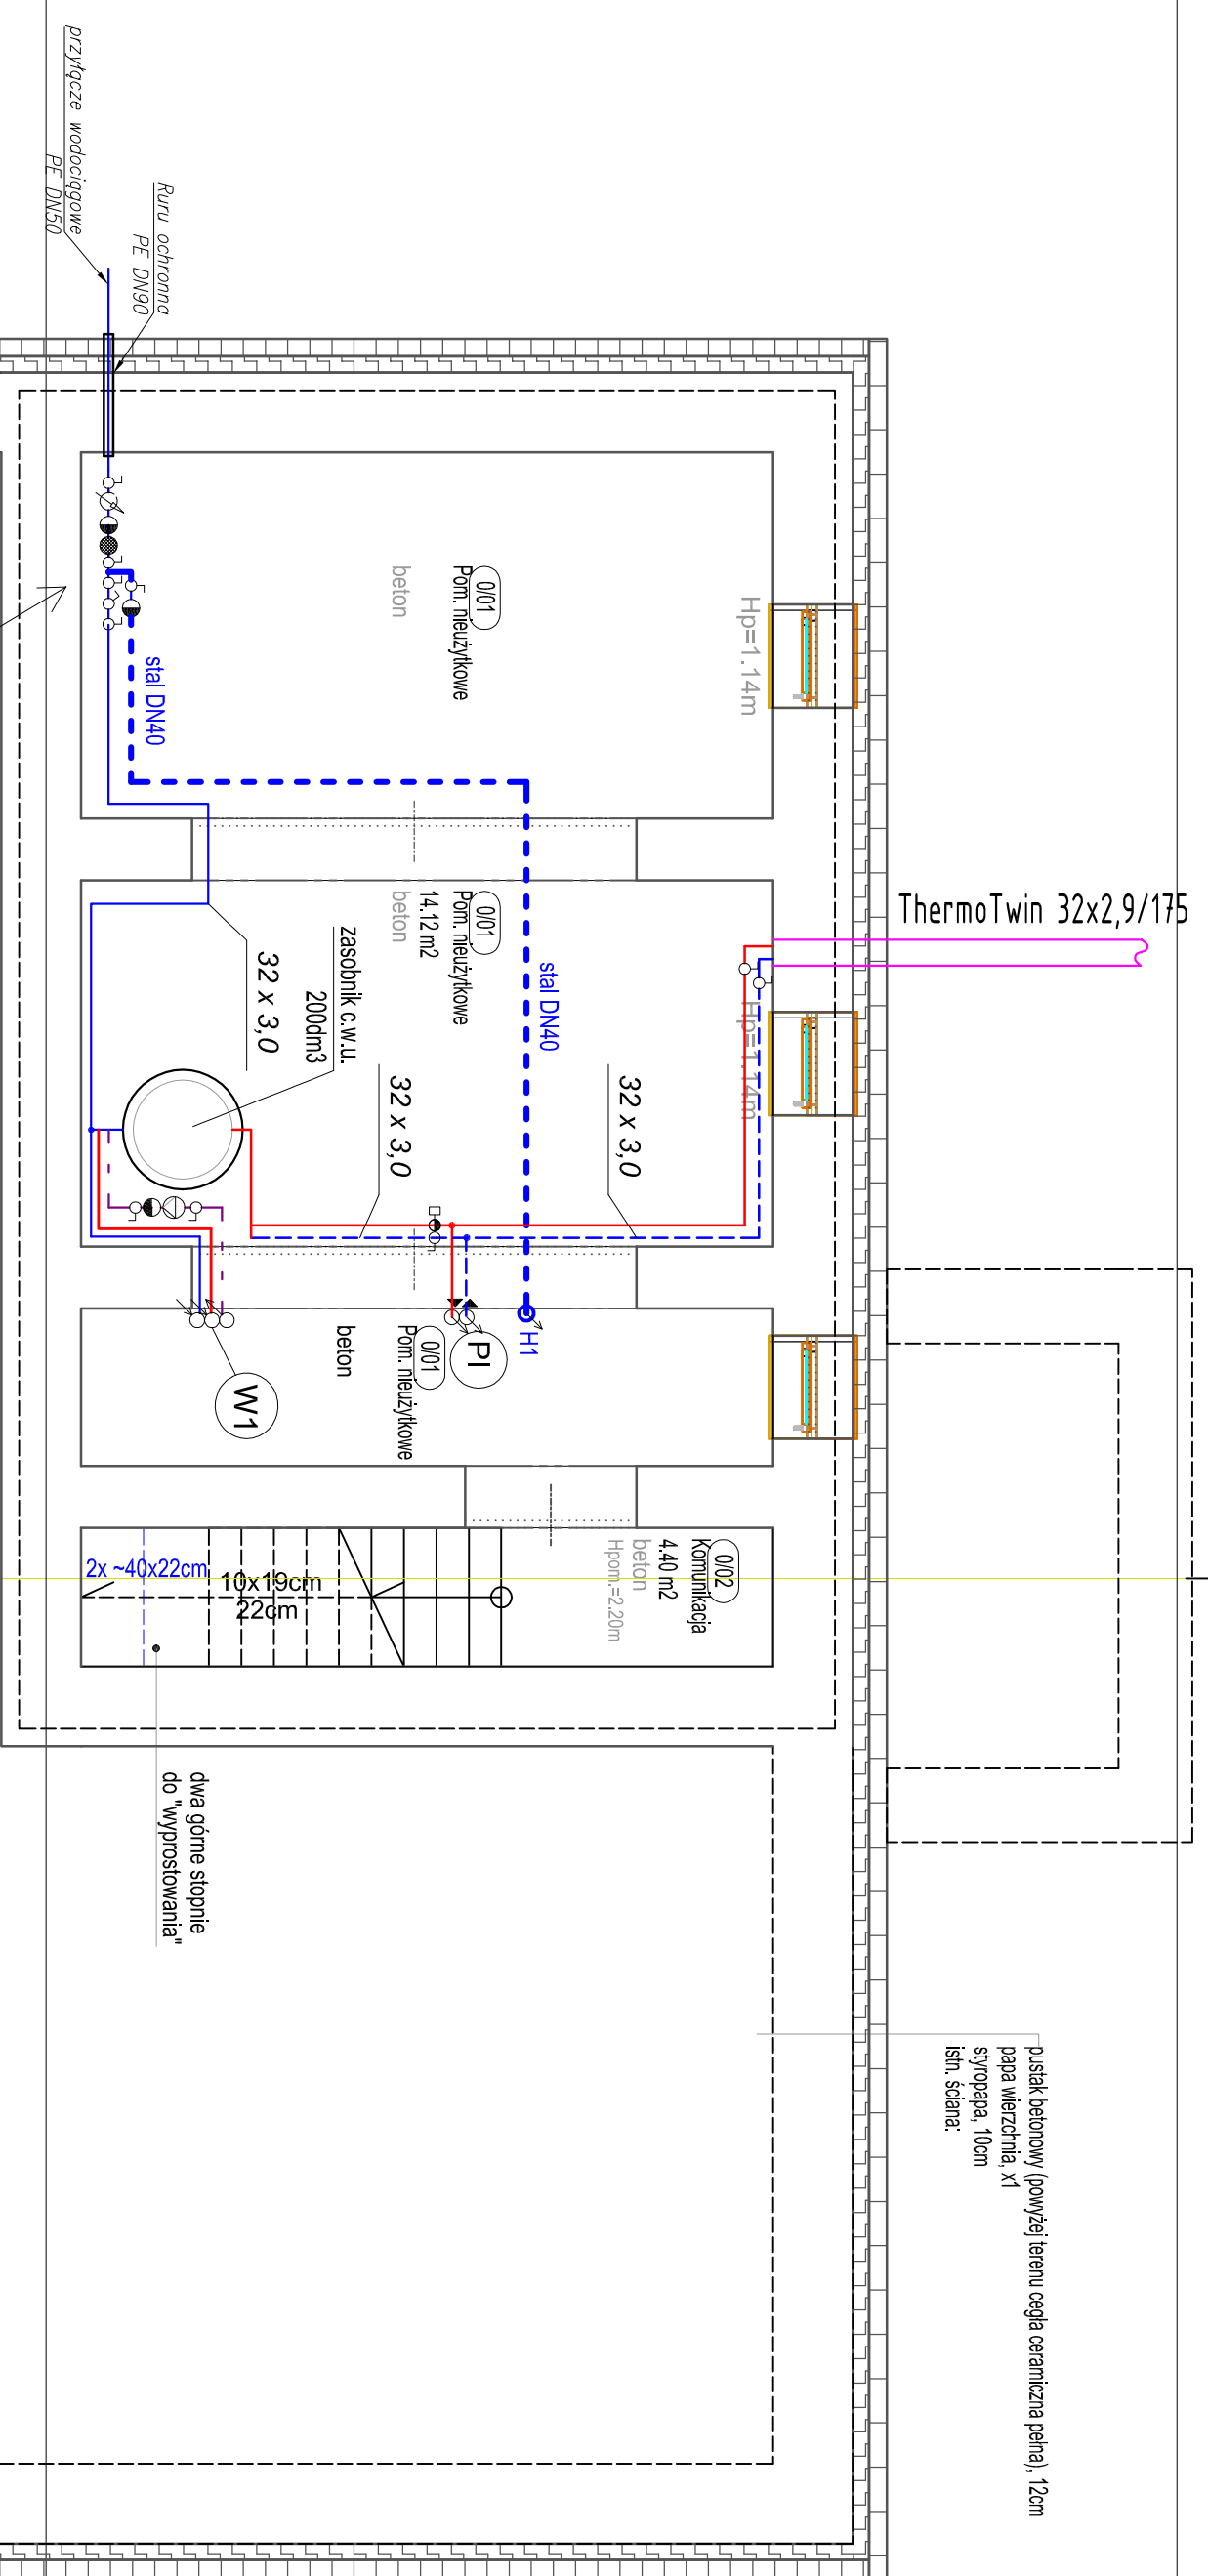 przyłącze wodociągowe
PE DN50
Ruru ochronna
PE DN90
0/01
Pom. nieużytkowe
beton
Hp=1.14m
stal DN40
ThermoTwin 32x2,9/175
0/01
Pom. nieużytkowe
14.12 m2
beton
Hp=1.14m
stal DN40
zasobnik c.w.u.
200dm3
32 x 3,0
32 x 3,0
32 x 3,0
H1
PI
0/01
Pom. nieużytkowe
beton
W1
0/02
Komunikacja
4.40 m2
beton
Hpom.=2.20m
2x ~40x22cm
10x19cm
22cm
dwa górne stopnie
do "wyprostowania"
pustak betonowy (powyżej terenu cegła ceramiczna pełna), 12cm
papa wierzchnia, x1
styropapa, 10cm
istn. ściana: